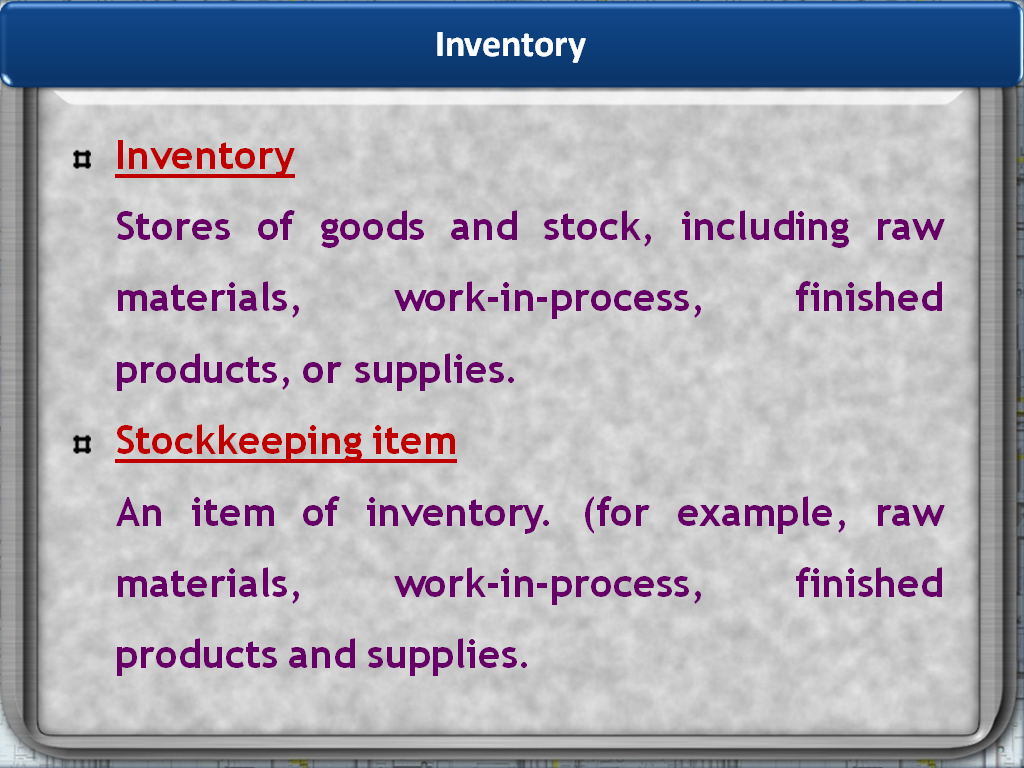 Inventory
Inventory
Stores of goods and stock, including raw
materials, work-in-process, finished
products, or supplies.
Stockkeeping item
An item of inventory. (for example, raw
materials, work-in-process, finished
products and supplies.